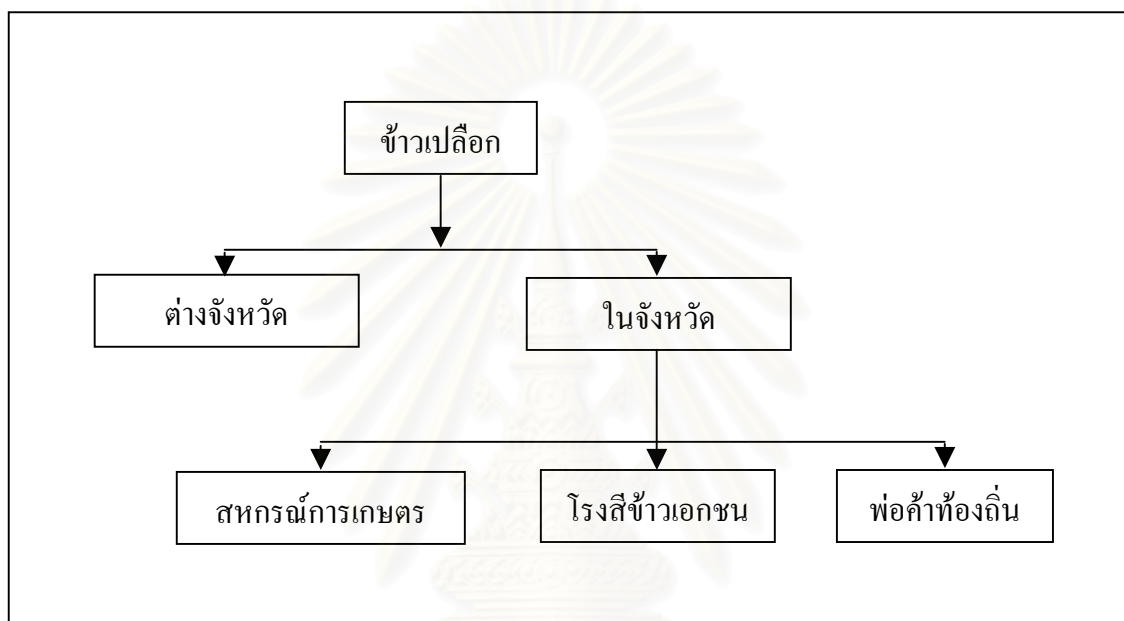 ข้าวเปลือก
ต่างจังหวัด
ในจังหวัด
สหกรณ์การเกษตร
โรงสีข้าวเอกชน
พ่อค้าท้องถิ่น